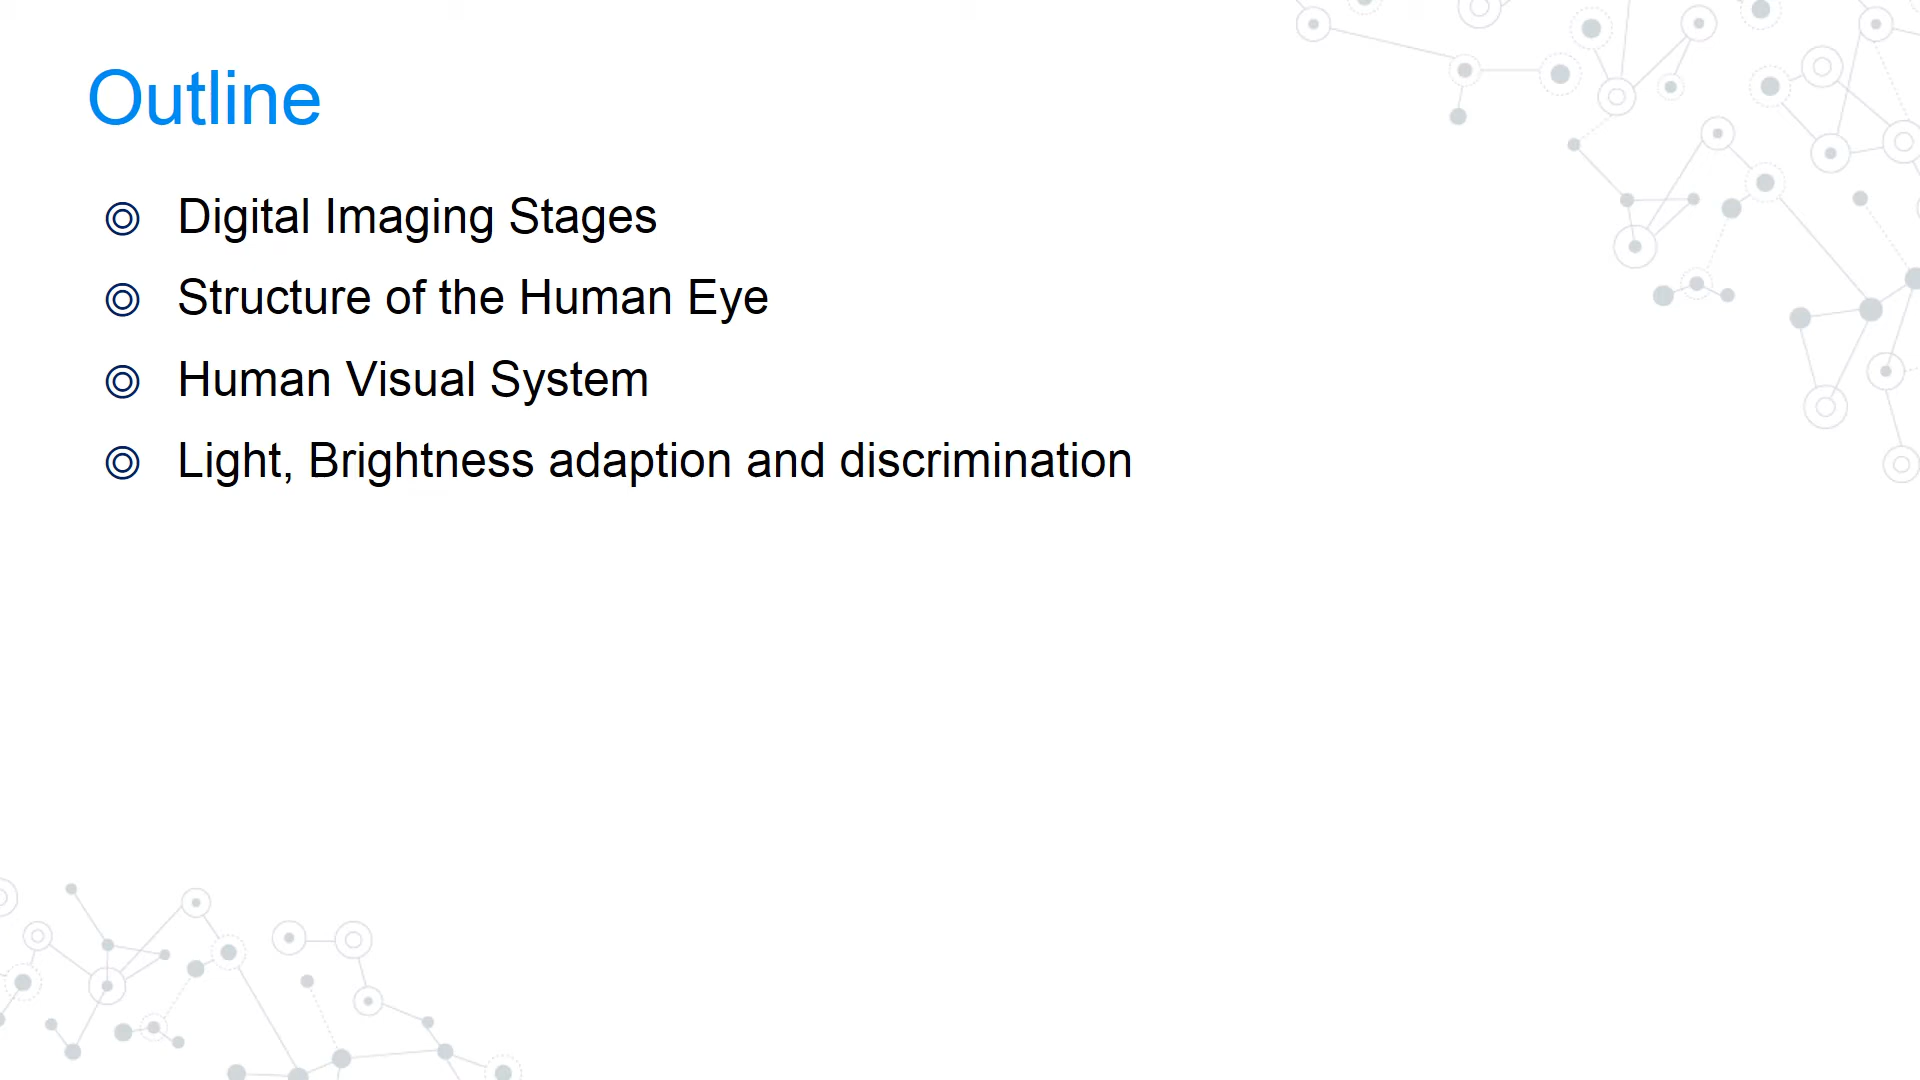 Outline
Digital Imaging Stages
Structure of the Human Eye
Human Visual System
Light, Brightness adaption and discrimination